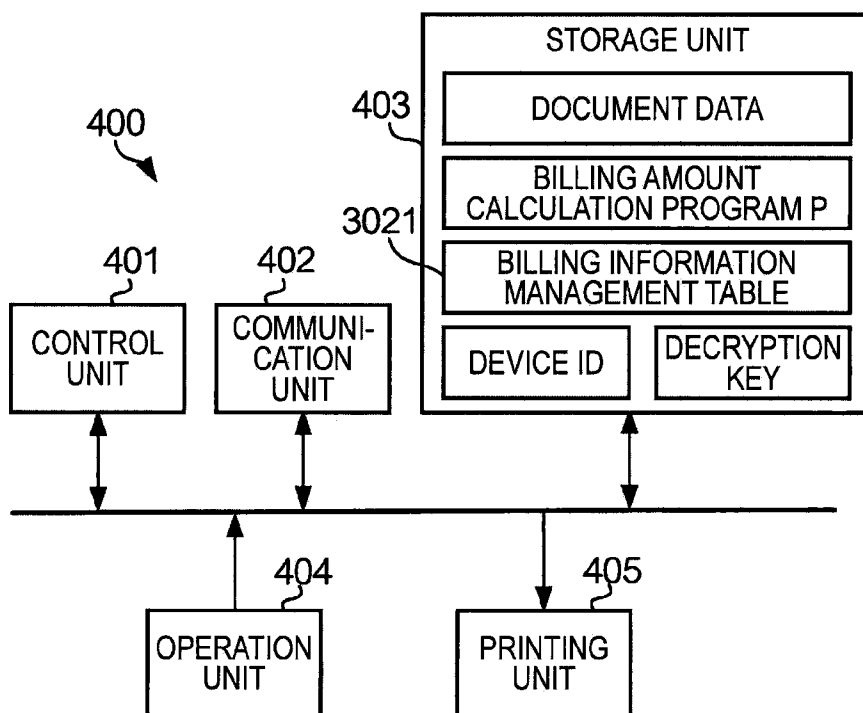 STORAGE UNIT
403
DOCUMENT DATA
400
BILLING AMOUNT
CALCULATION PROGRAM P
3021
BILLING INFORMATION
MANAGEMENT TABLE
401
402
CONTROL
UNIT
COMMUNI-
CATION
UNIT
DEVICE ID
DECRYPTION
KEY
404
405
OPERATION
UNIT
PRINTING
UNIT